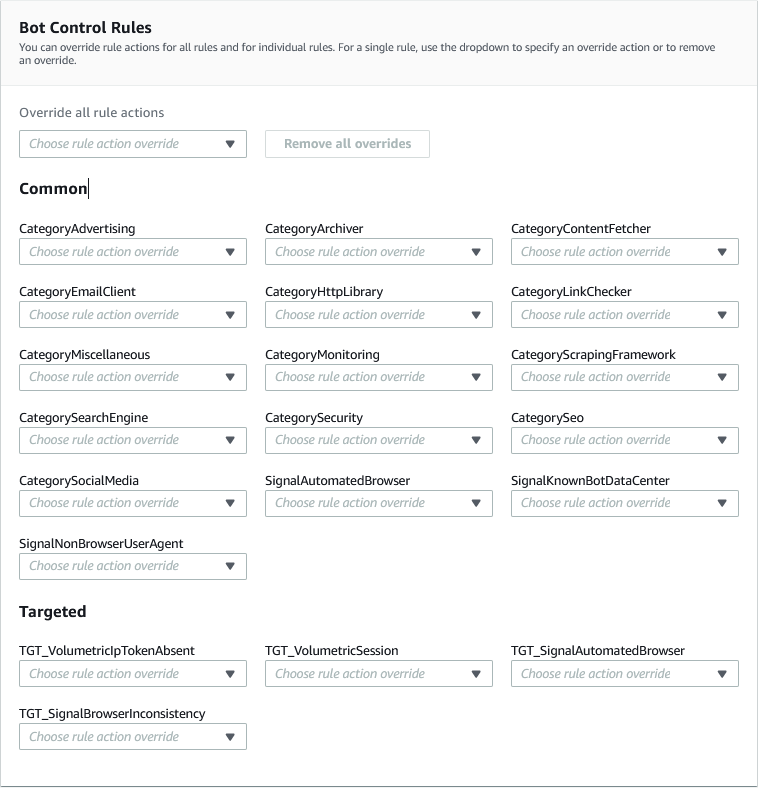 Bot Control Rules
You can override rule actions for all rules and for individual rules. For a single rule, use the dropdown to specify an override action or to remove
an override.
Override all rule actions
Choose rule action override
Remove all overrides
Common
CategoryAdvertising
CategoryArchiver
CategoryContentFetcher
Choose rule action override
Choose rule action override
Choose rule action override
CategoryEmailClient
CategoryHttpLibrary
CategoryLinkChecker
Choose rule action override
Choose rule action override
Choose rule action override
CategoryMiscellaneous
CategoryMonitoring
CategoryScrapingFramework
Choose rule action override
Choose rule action override
Choose rule action override
CategorySearchEngine
CategorySecurity
CategorySeo
Choose rule action override
Choose rule action override
Choose rule action override
CategorySocialMedia
SignalAutomatedBrowser
SignalKnownBotDataCenter
Choose rule action override
Choose rule action override
Choose rule action override
SignalNonBrowserUserAgent
Choose rule action override
Targeted
TGT_VolumetricIpTokenAbsent
TGT_VolumetricSession
TGT_SignalAutomatedBrowser
Choose rule action override
Choose rule action override
Choose rule action override
TGT_SignalBrowserInconsistency
Choose rule action override